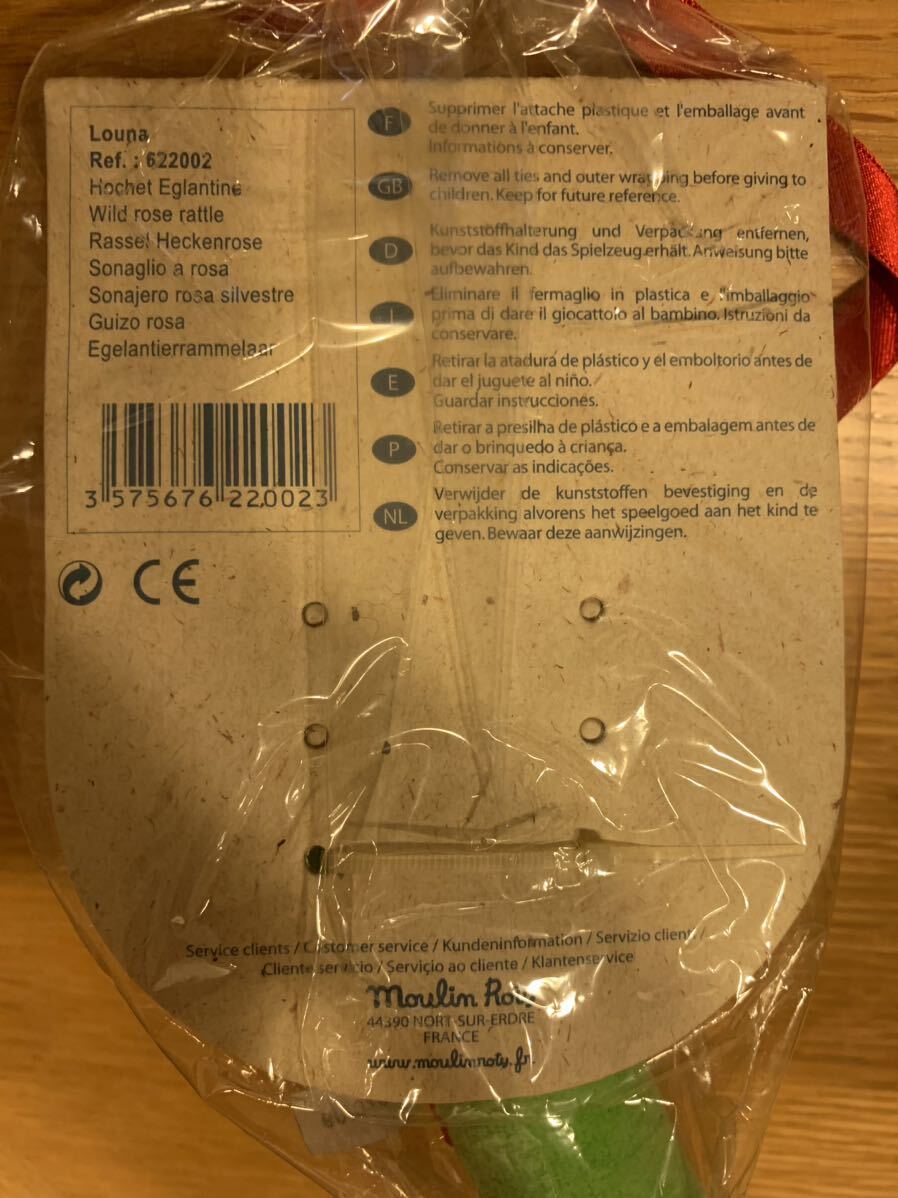 Louna
Ref. : 622002
Hochet Eglantine
Wild rose rattle
Rassel Heckenrose
Sonaglio a rosa
Sonajero rosa silvestre
Guizo rosa
Egelantierrammelaar
3 575676 220023
CE
F
Supprimer l'attache plastique et l'emballage avant
de donner à l'enfant.
Informations à conserver.
GB
Remove all ties and outer wrapping before giving to
children. Keep for future reference.
D
Kunststoffhalterung und Verpackung entfernen,
bevor das Kind das Spielzeug erhält. Anweisung bitte
aufbewahren.
I
Eliminare il fermaglio in plastica e l'imballaggio
prima di dare il giocattolo al bambino. Istruzioni da
conservare.
E
Retirar la atadura de plástico y el emboltorio antes de
dar el juguete al niño.
Guardar instrucciones.
P
Retirar a presilha de plástico e a embalagem antes de
dar o brinquedo à criança.
Conservar as indicações.
NL
Verwijder de kunststoffen bevestiging en de
verpakking alvorens het speelgoed aan het kind te
geven. Bewaar deze aanwijzingen.
Service clients / Customer service / Kundeninformation / Servizio clienti /
Cliente servicio / Serviçio ao cliente / Klantenservice
Moulin Roty
44390 NORT-SUR-ERDRE
FRANCE
www.moulinroty.fr